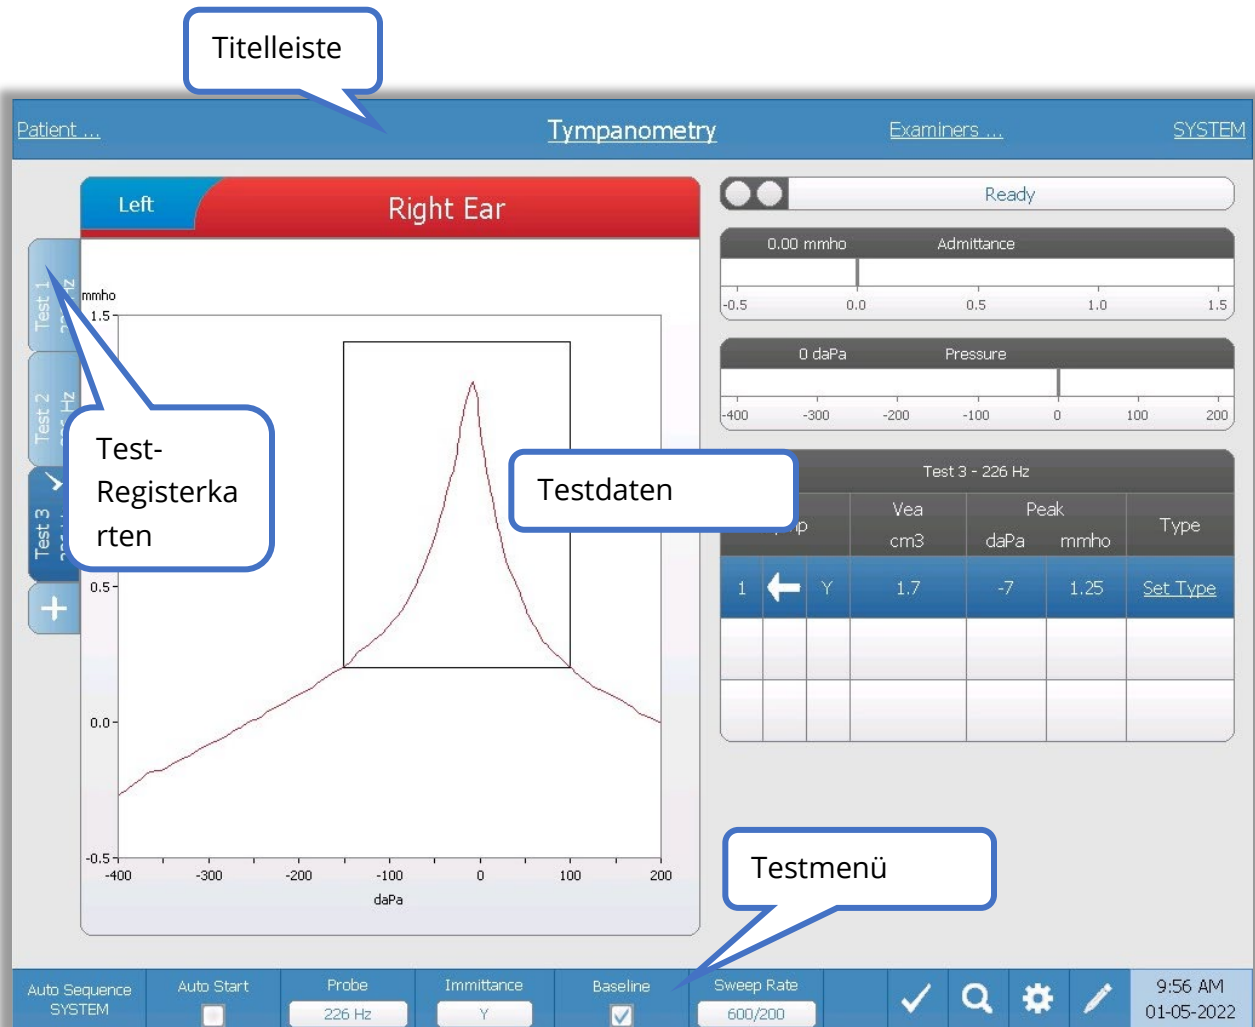 Titelleiste
Patient ...
Tympanometry
Examiners ...
SYSTEM
Left
Right Ear
Ready
0.00 mmho Admittance
-0.5 0.0 0.5 1.0 1.5
0 daPa Pressure
-400 -300 -200 -100 0 100 200
Test 1
Test 2
Test 3
Test-
Registerka
rten
Testdaten
mmho
1.5
0.5
0.0
-0.5
-400 -300 -200 -100 0 100 200
daPa
Test 3 - 226 Hz
Vea
cm3
Peak
daPa mmho
Type
1 Y 1.7 -7 1.25 Set Type
Testmenü
Auto Sequence
SYSTEM
Auto Start
Probe
226 Hz
Immittance
Y
Baseline
Sweep Rate
600/200
9:56 AM
01-05-2022